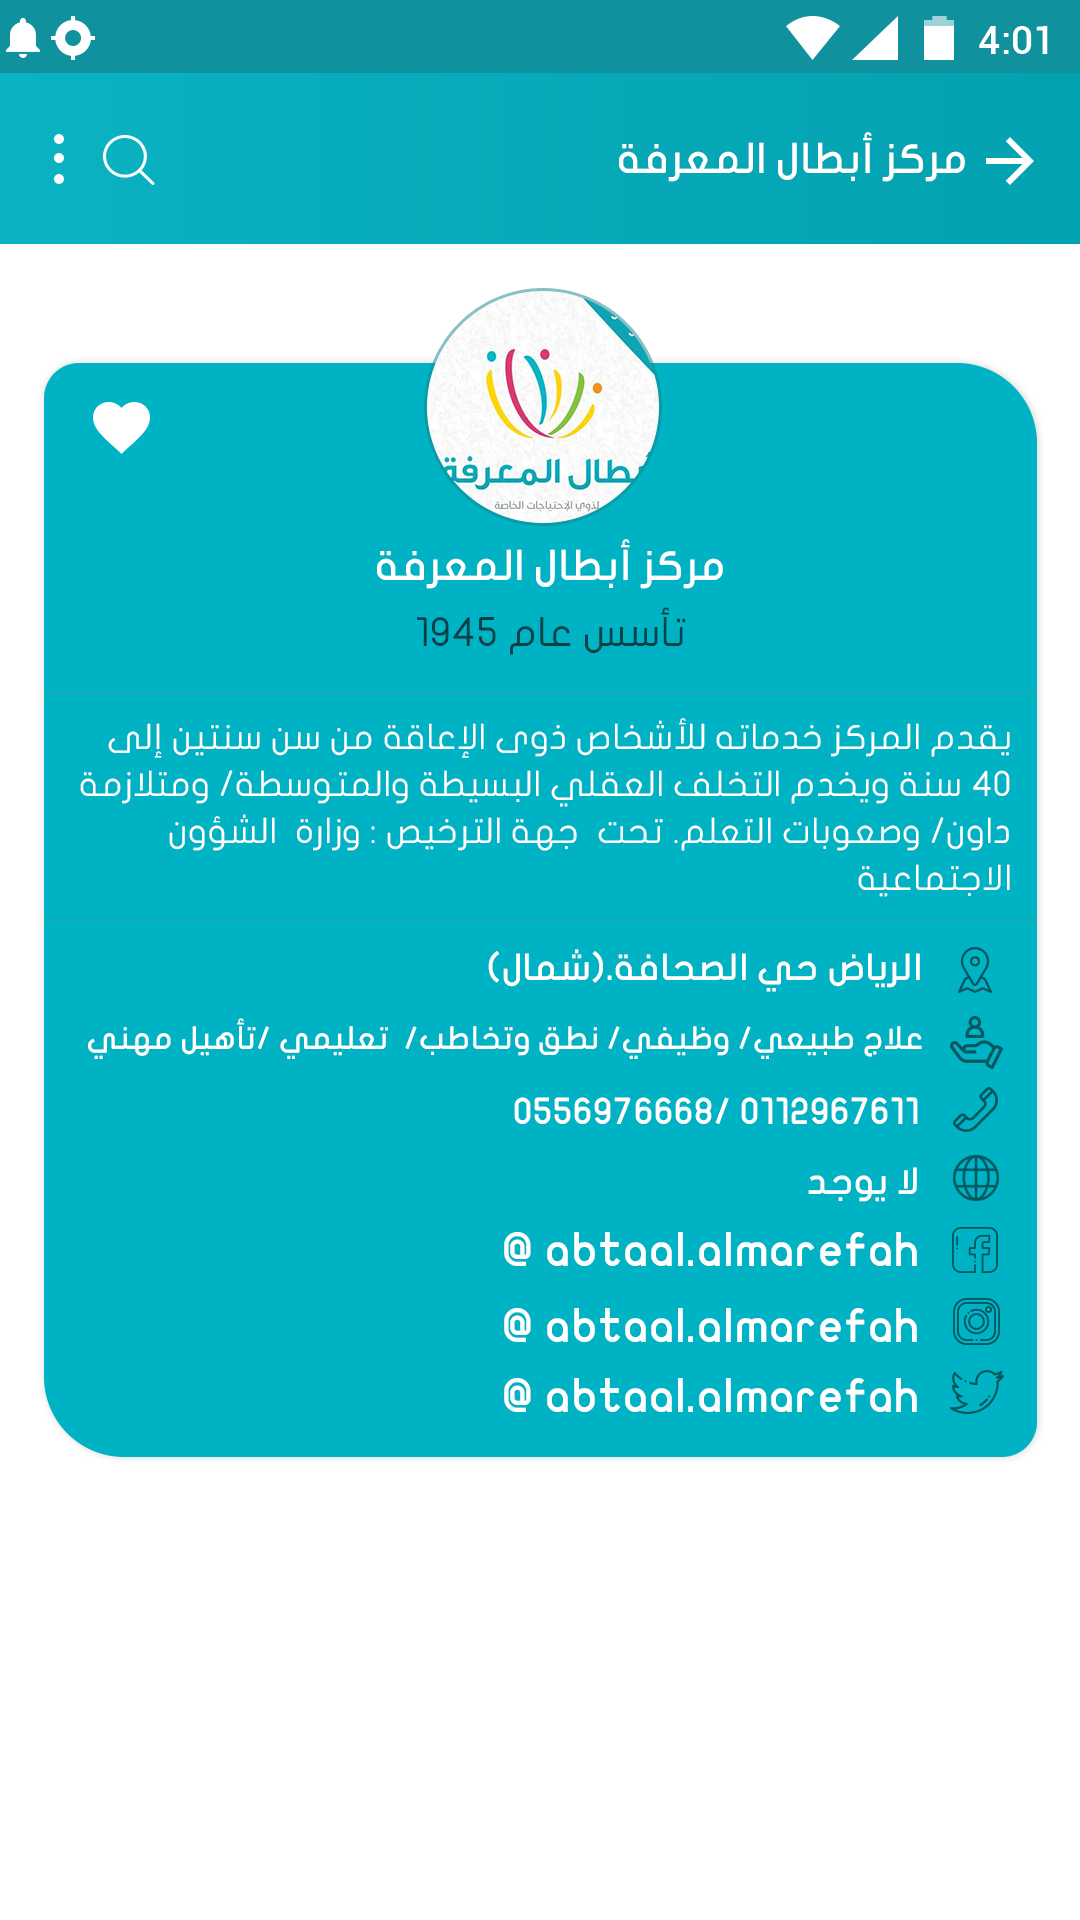 4:01
مركز أبطال المعرفة
أبطال المعرفة
لذوي الإحتياجات الخاصة
مركز أبطال المعرفة
تأسس عام 1945
يقدم المركز خدماته للأشخاص ذوى الإعاقة من سن سنتين إلى
40 سنة ويخدم التخلف العقلي البسيطة والمتوسطة/ ومتلازمة
داون/ وصعوبات التعلم. تحت جهة الترخيص : وزارة الشؤون
الاجتماعية
الرياض حي الصحافة.(شمال)
علاج طبيعي/ وظيفي/ نطق وتخاطب/ تعليمي /تأهيل مهني
0556976668/ 0112967611
لا يوجد
@ abtaal.almarefah
@ abtaal.almarefah
@ abtaal.almarefah